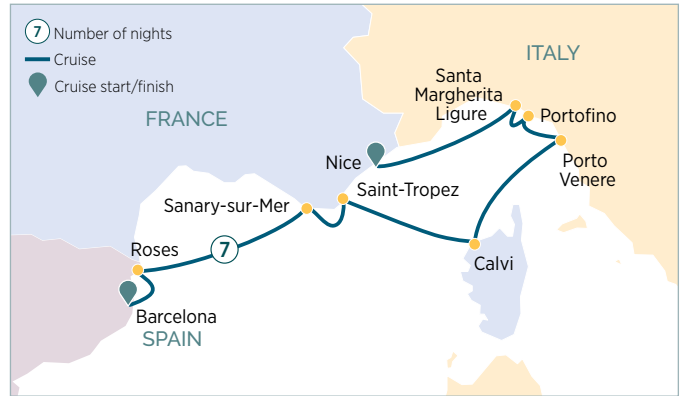 7 Number of nights
Cruise
Cruise start/finish
ITALY
FRANCE
Santa
Margherita
Ligure
Portofino
Porto
Venere
Nice
Saint-Tropez
Sanary-sur-Mer
Calvi
Roses
7
Barcelona
SPAIN